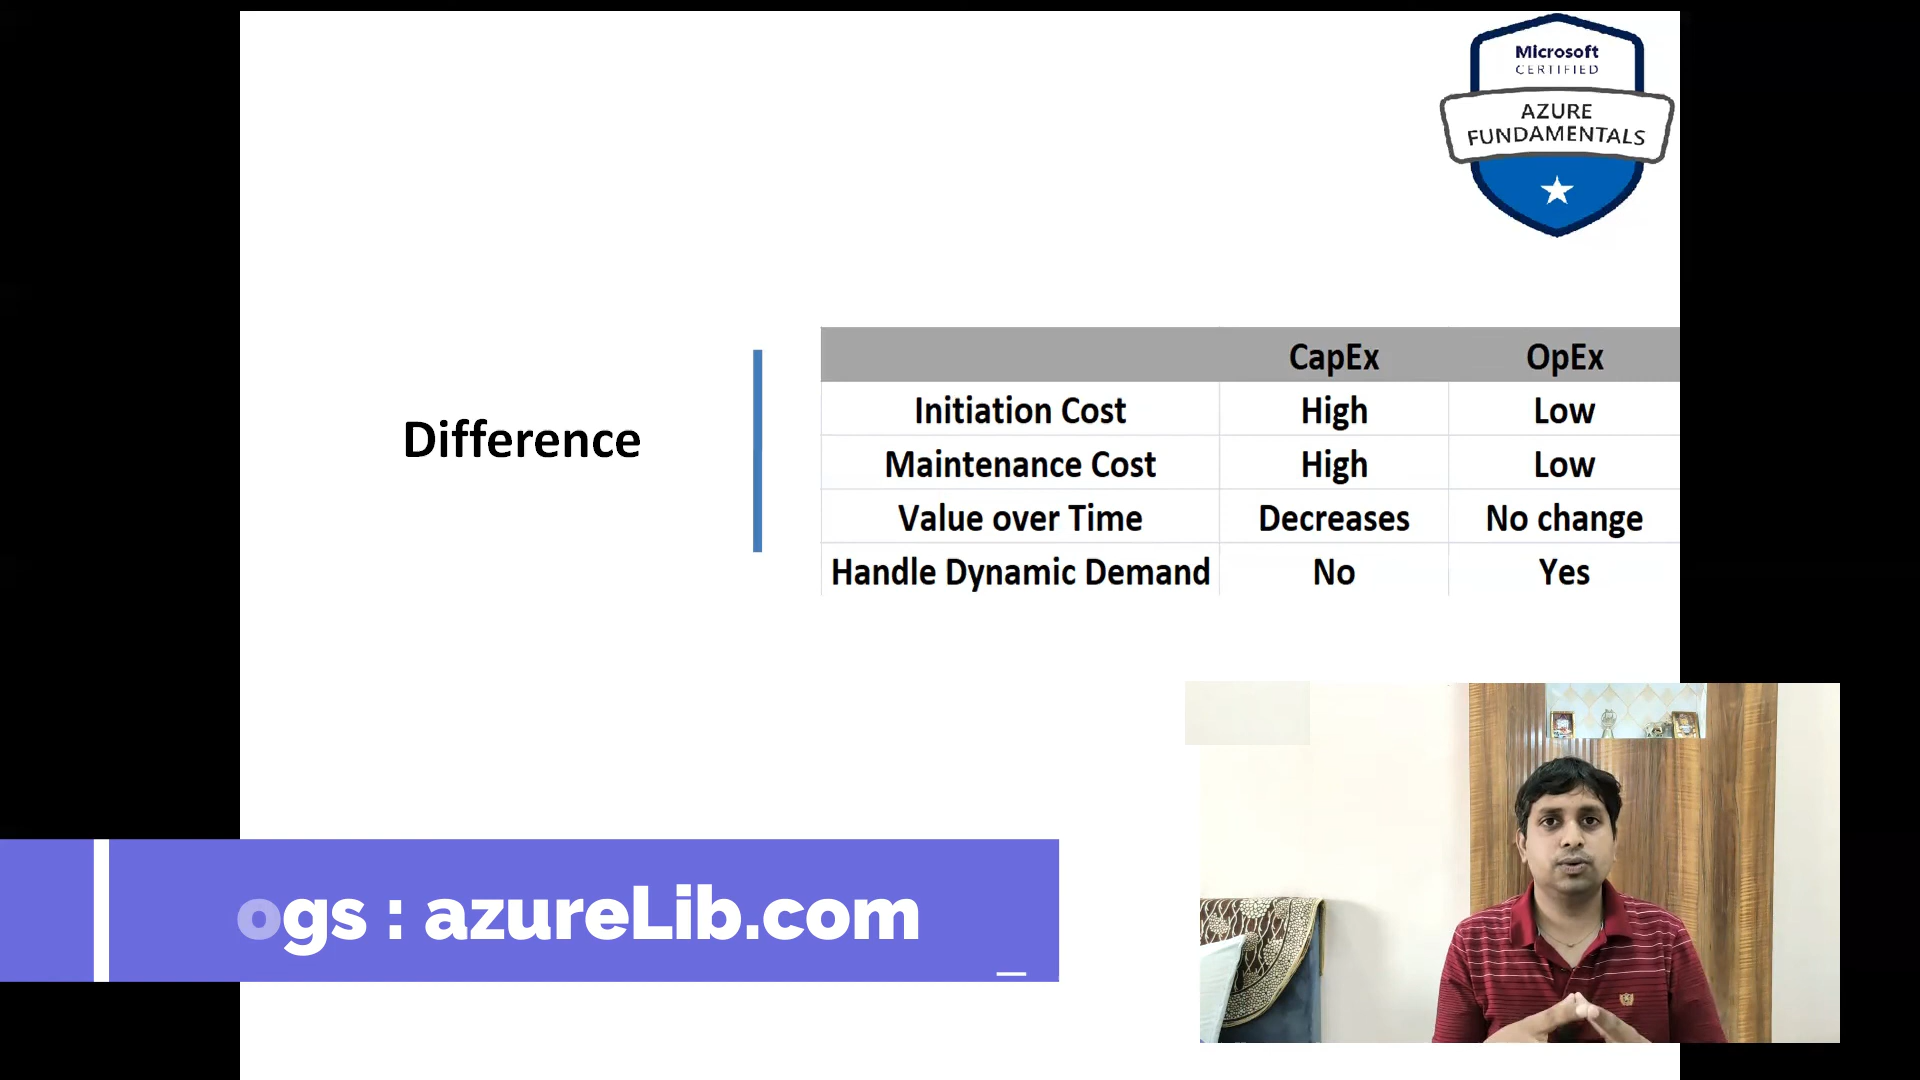 Microsoft
CERTIFIED
AZURE
FUNDAMENTALS
Difference
CapEx OpEx
Initiation Cost High Low
Maintenance Cost High Low
Value over Time Decreases No change
Handle Dynamic Demand No Yes
ogs : azureLib.com